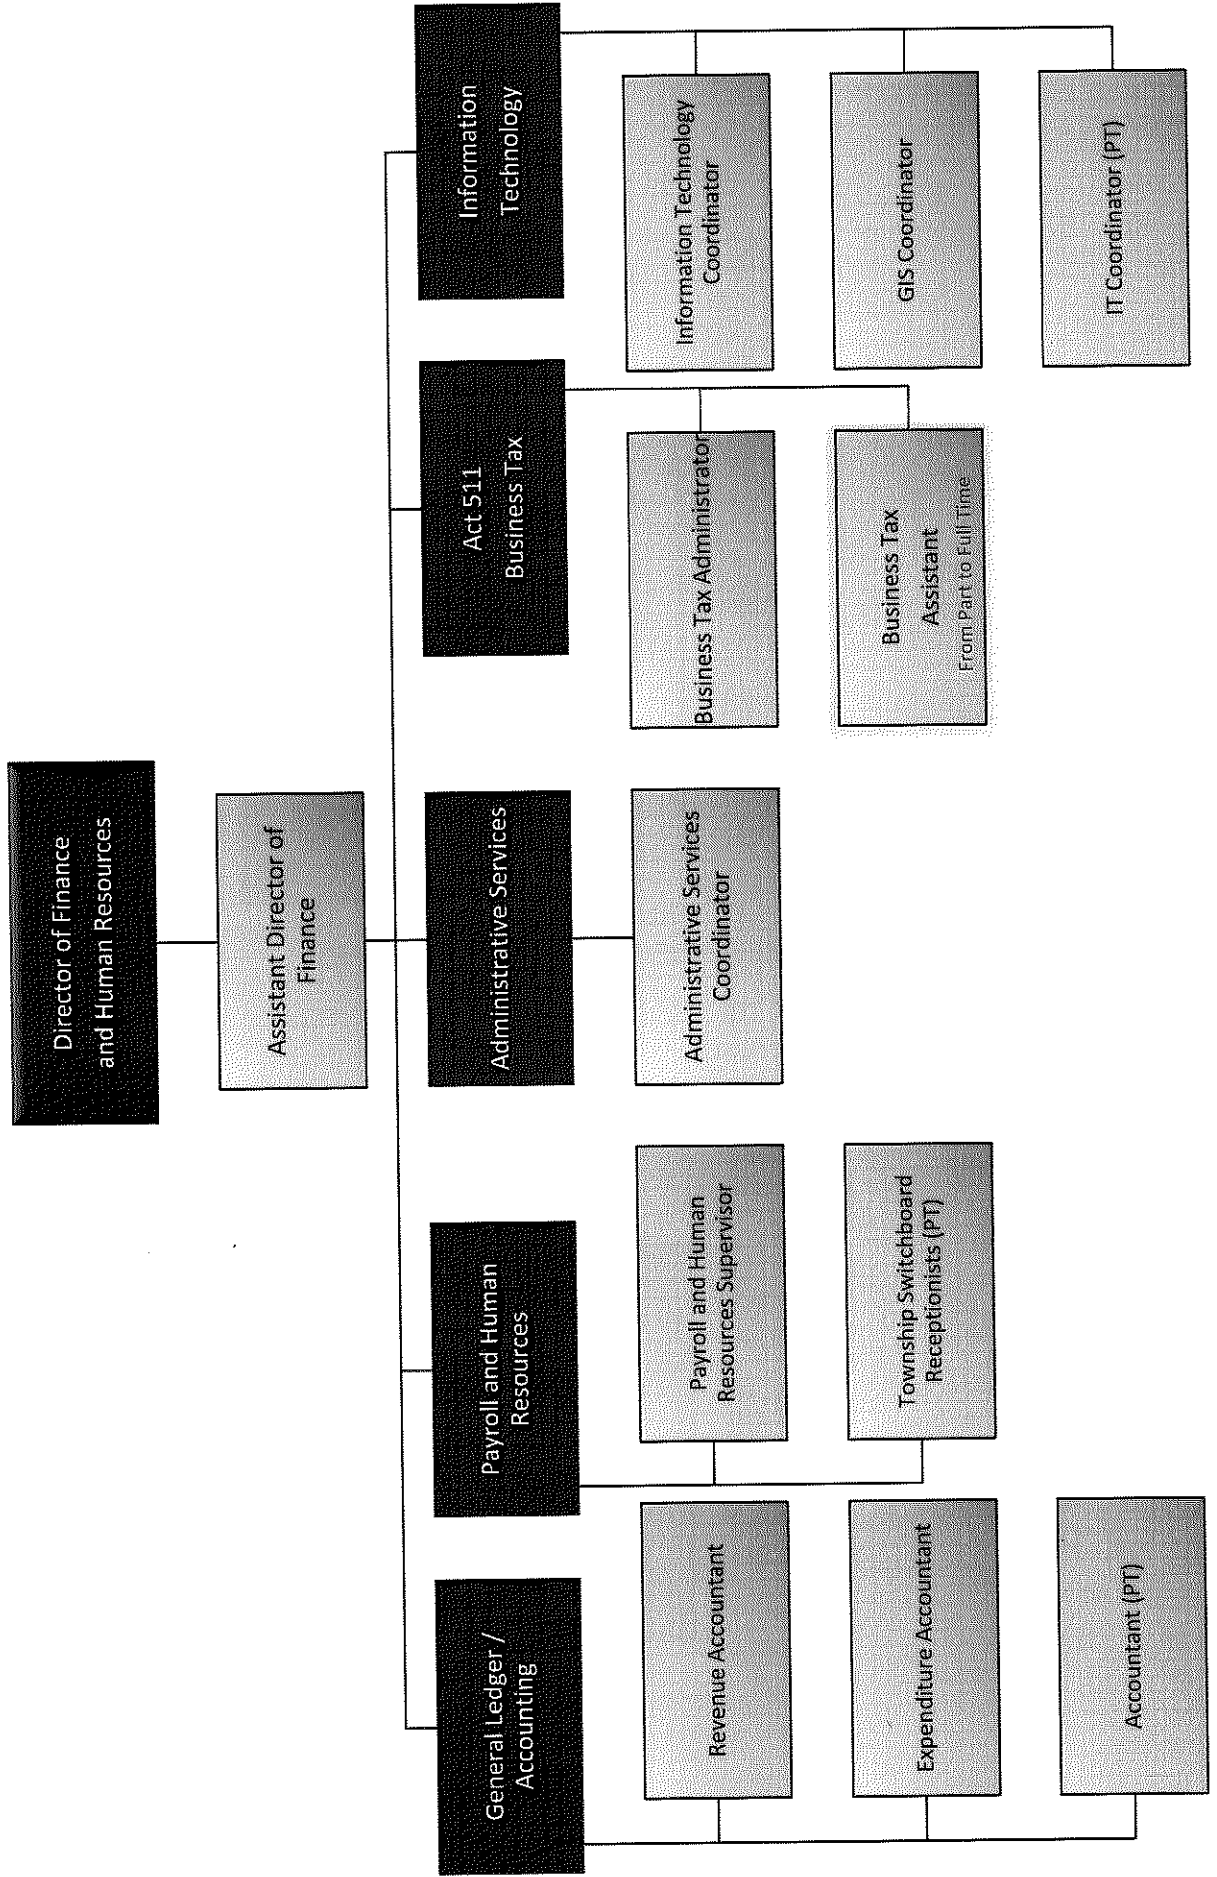 Director of Finance
and Human Resources
Assistant Director of
Finance
General Ledger /
Accounting
Revenue Accountant
Expenditure Accountant
Accountant (PT)
Payroll and Human
Resources
Payroll and Human
Resources Supervisor
Township Switchboard
Receptionists (PT)
Administrative Services
Administrative Services
Coordinator
Act 511
Business Tax
Business Tax Administrator
Business Tax
Assistant
From Part to Full Time
Information
Technology
Information Technology
Coordinator
GIS Coordinator
IT Coordinator (PT)